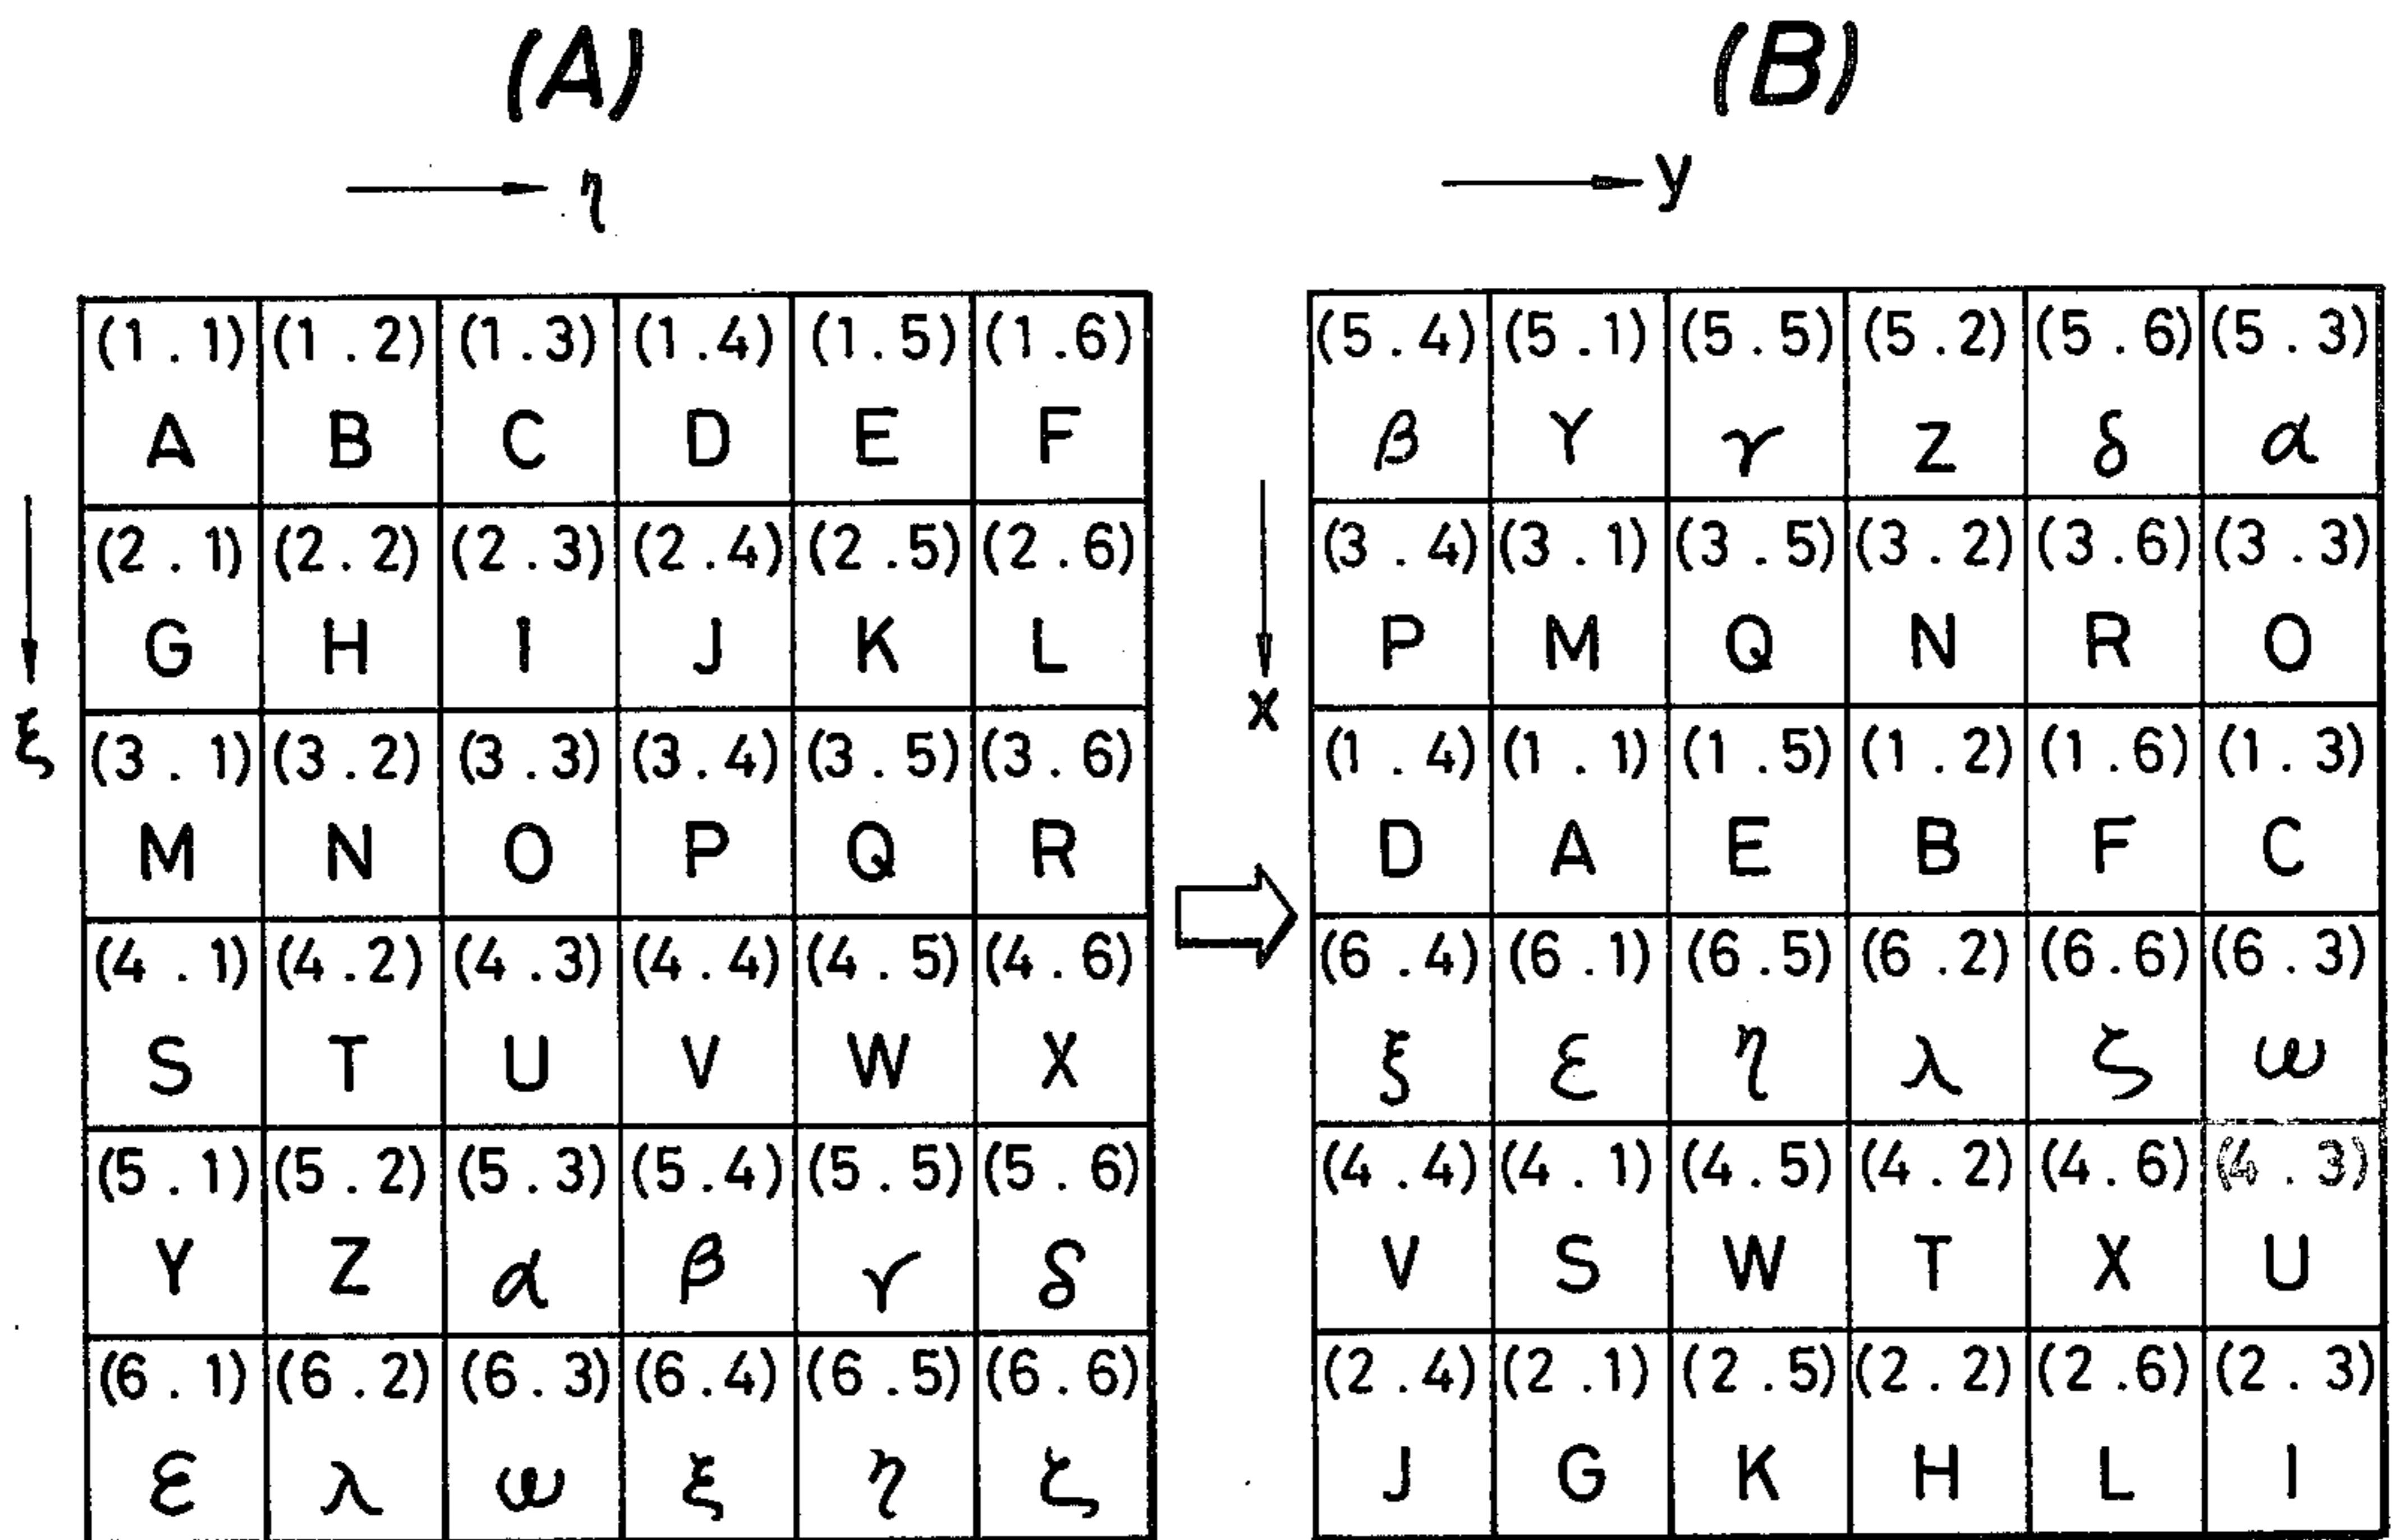 (A)
η
(1 . 1) (1 . 2) (1 . 3) (1 . 4) (1 . 5) (1 . 6)
A B C D E F
(2 . 1) (2 . 2) (2 . 3) (2 . 4) (2 . 5) (2 . 6)
G H I J K L
ξ
(3 . 1) (3 . 2) (3 . 3) (3 . 4) (3 . 5) (3 . 6)
M N O P Q R
(4 . 1) (4 . 2) (4 . 3) (4 . 4) (4 . 5) (4 . 6)
S T U V W X
(5 . 1) (5 . 2) (5 . 3) (5 . 4) (5 . 5) (5 . 6)
Y Z α β γ δ
(6 . 1) (6 . 2) (6 . 3) (6 . 4) (6 . 5) (6 . 6)
ε λ ω ξ η ζ
(B)
y
(5 . 4) (5 . 1) (5 . 5) (5 . 2) (5 . 6) (5 . 3)
β Y γ Z δ α
(3 . 4) (3 . 1) (3 . 5) (3 . 2) (3 . 6) (3 . 3)
P M Q N R O
x
(1 . 4) (1 . 1) (1 . 5) (1 . 2) (1 . 6) (1 . 3)
D A E B F C
(6 . 4) (6 . 1) (6 . 5) (6 . 2) (6 . 6) (6 . 3)
ξ ε η λ ζ ω
(4 . 4) (4 . 1) (4 . 5) (4 . 2) (4 . 6) (4 . 3)
V S W T X U
(2 . 4) (2 . 1) (2 . 5) (2 . 2) (2 . 6) (2 . 3)
J G K H L I